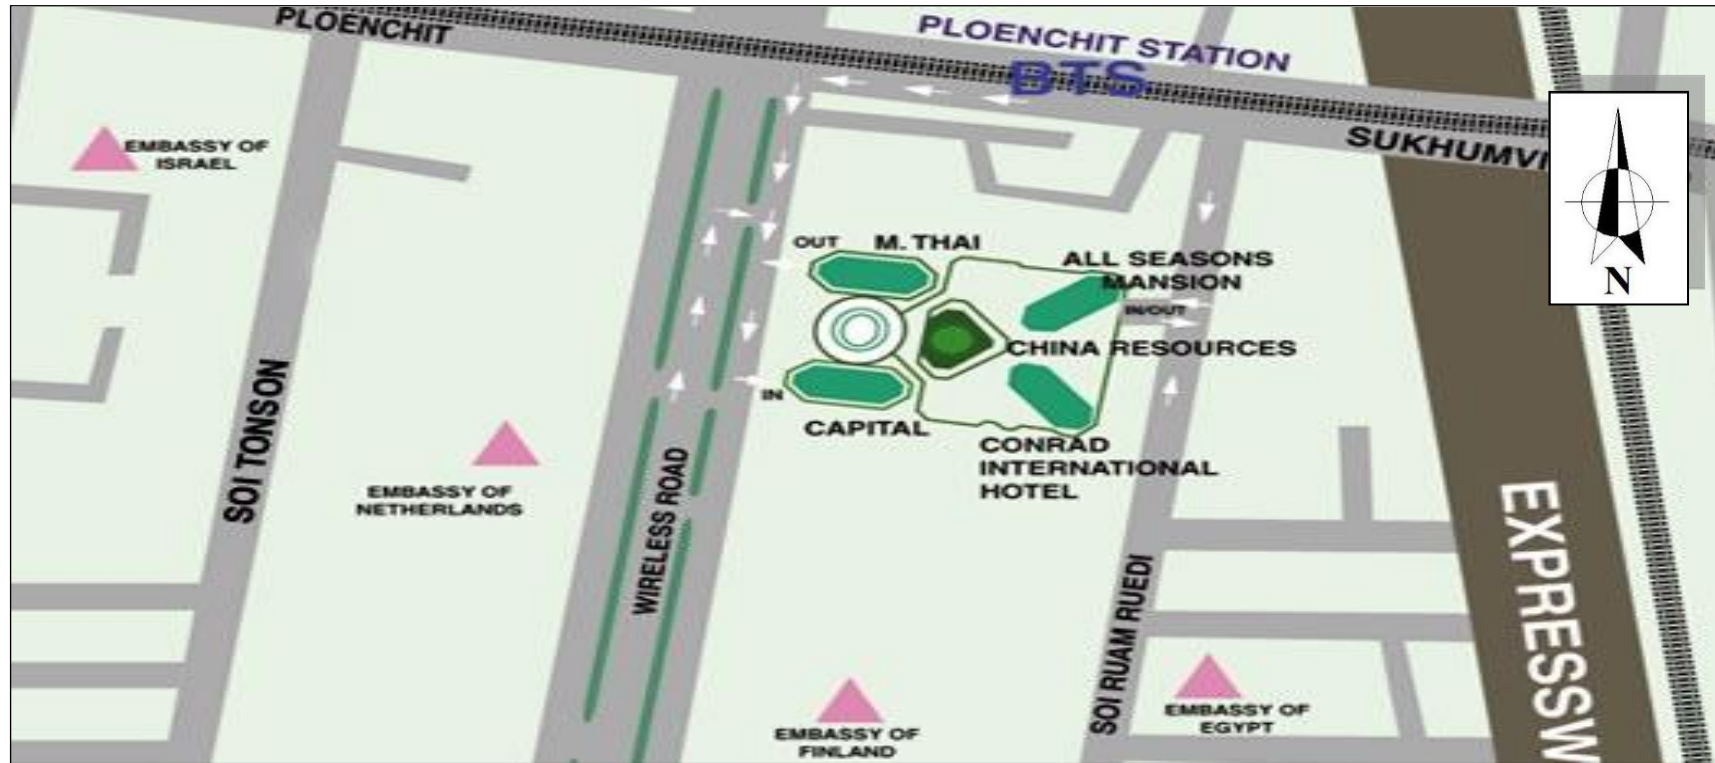 PLOENCHIT
PLOENCHIT STATION
BTS
SUKHUMVI
EMBASSY OF
ISRAEL
N
OUT
M. THAI
ALL SEASONS
MANSION
IN/OUT
CHINA RESOURCES
IN
CAPITAL
CONRAD
INTERNATIONAL
HOTEL
SOI TONSON
EMBASSY OF
NETHERLANDS
WIRELESS ROAD
SOI RUAM RUEDI
EXPRESSW
EMBASSY OF
FINLAND
EMBASSY OF
EGYPT